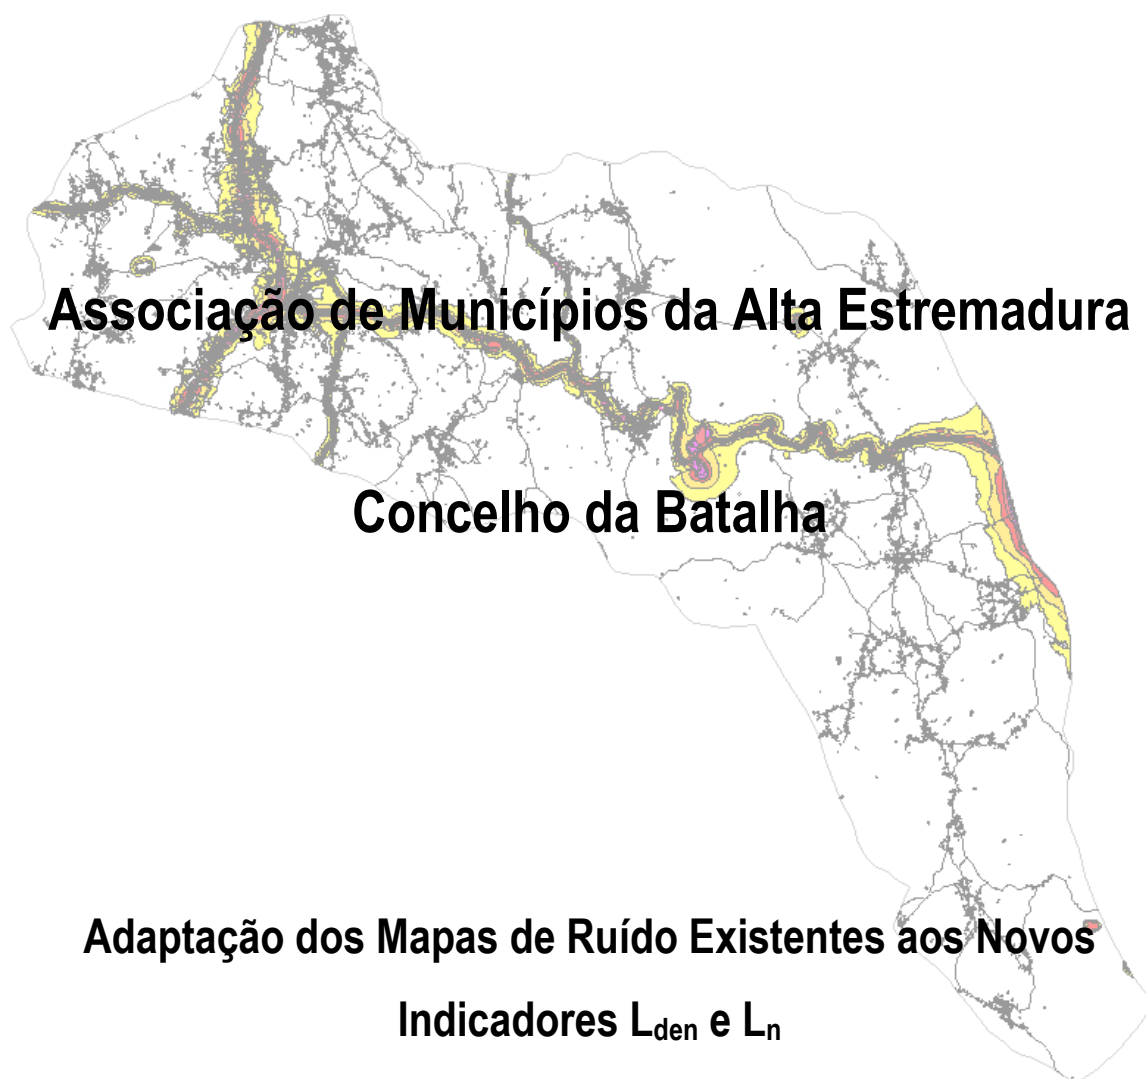 Associação de Municípios da Alta Estremadura
Concelho da Batalha
Adaptação dos Mapas de Ruído Existentes aos Novos
Indicadores Lden e Ln